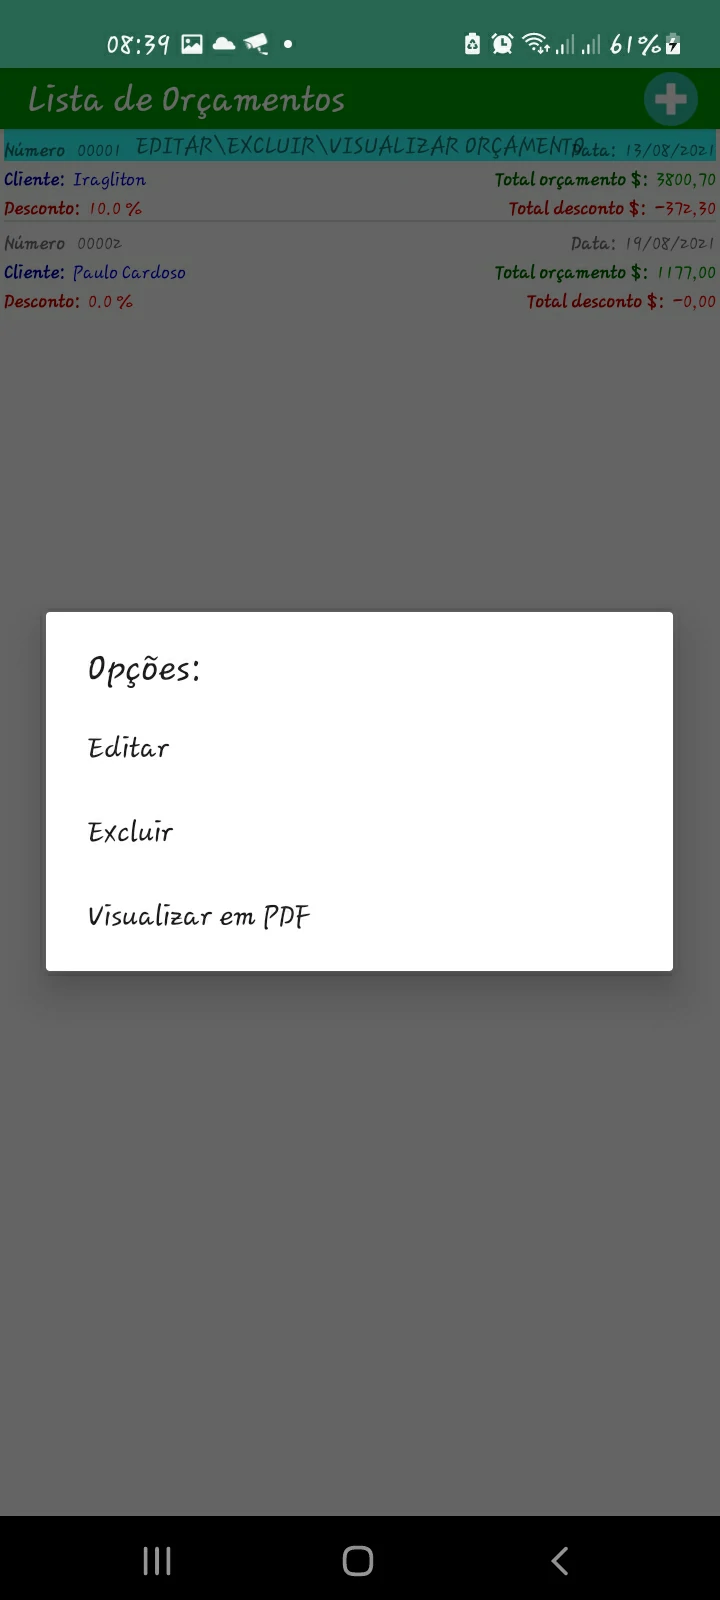 08:39 61%
Lista de Orçamentos
Número 00001 EDITAR\EXCLUIR\VISUALIZAR ORÇAMENTO Data: 13/08/2021
Cliente: Iragliton Total orçamento $: 3800,70
Desconto: 10.0 % Total desconto $: -372,30
Número 00002 Data: 19/08/2021
Cliente: Paulo Cardoso Total orçamento $: 1177,00
Desconto: 0.0 % Total desconto $: -0,00
Opções:
Editar
Excluir
Visualizar em PDF